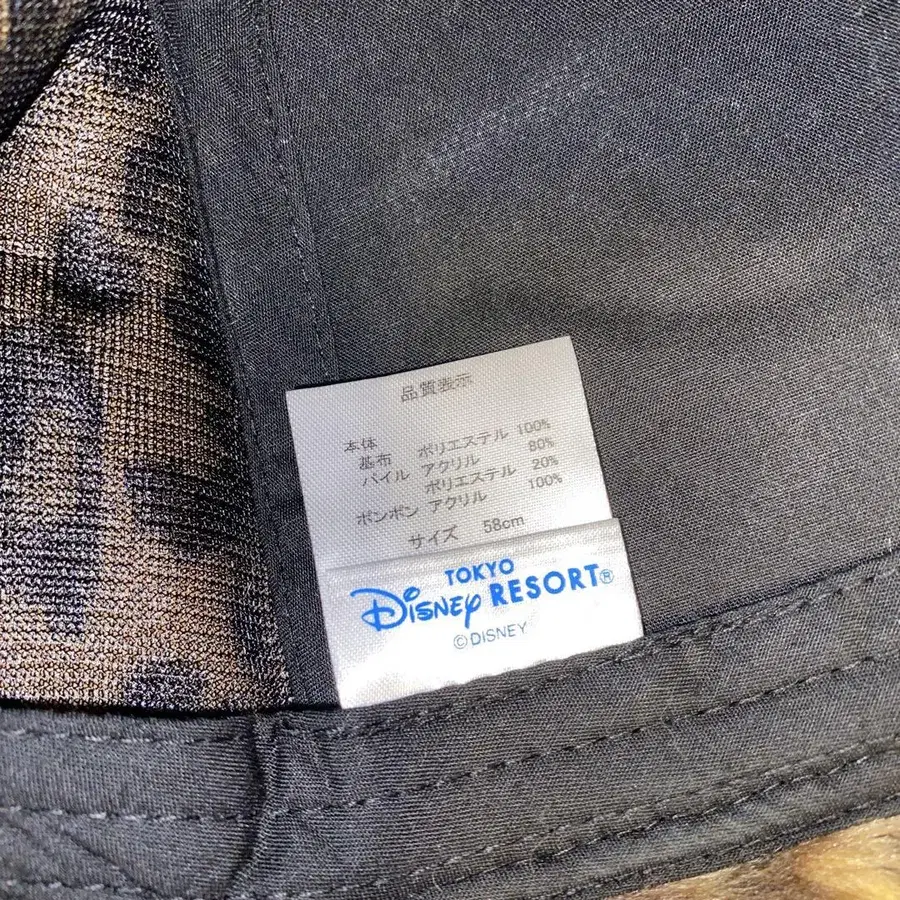 品質表示
本体
基布 ポリエステル 100%
パイル アクリル 80%
ポリエステル 20%
ポンポン アクリル 100%
サイズ 58cm
TOKYO
Disney RESORT®
©DISNEY